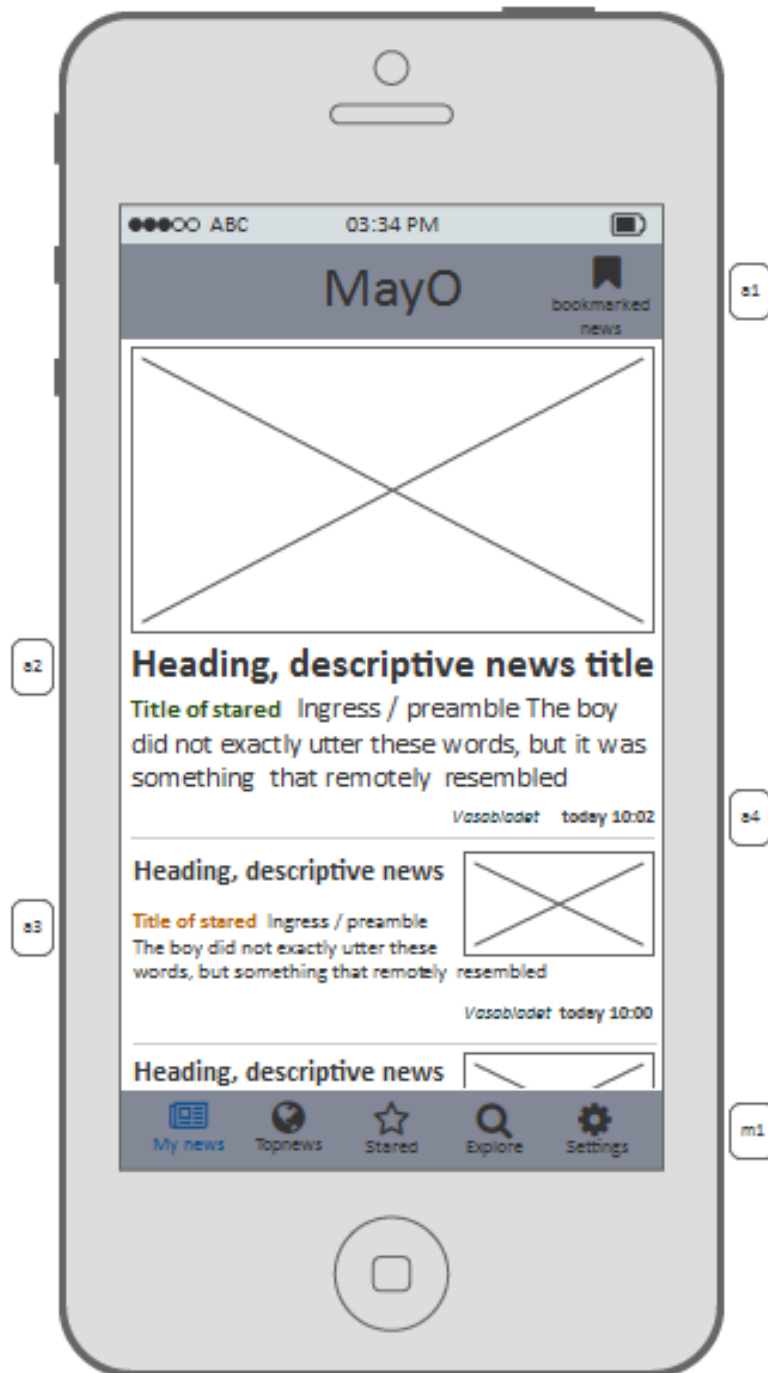 ABC 03:34 PM
MayO
bookmarked
news
a1
Heading, descriptive news title
a2
Title of stared Ingress / preamble The boy
did not exactly utter these words, but it was
something that remotely resembled
Vasabladet today 10:02
a4
Heading, descriptive news
Title of stared Ingress / preamble
a3
The boy did not exactly utter these
words, but something that remotely resembled
Vasabladet today 10:00
Heading, descriptive news
My news Topnews Stared Explore Settings
m1